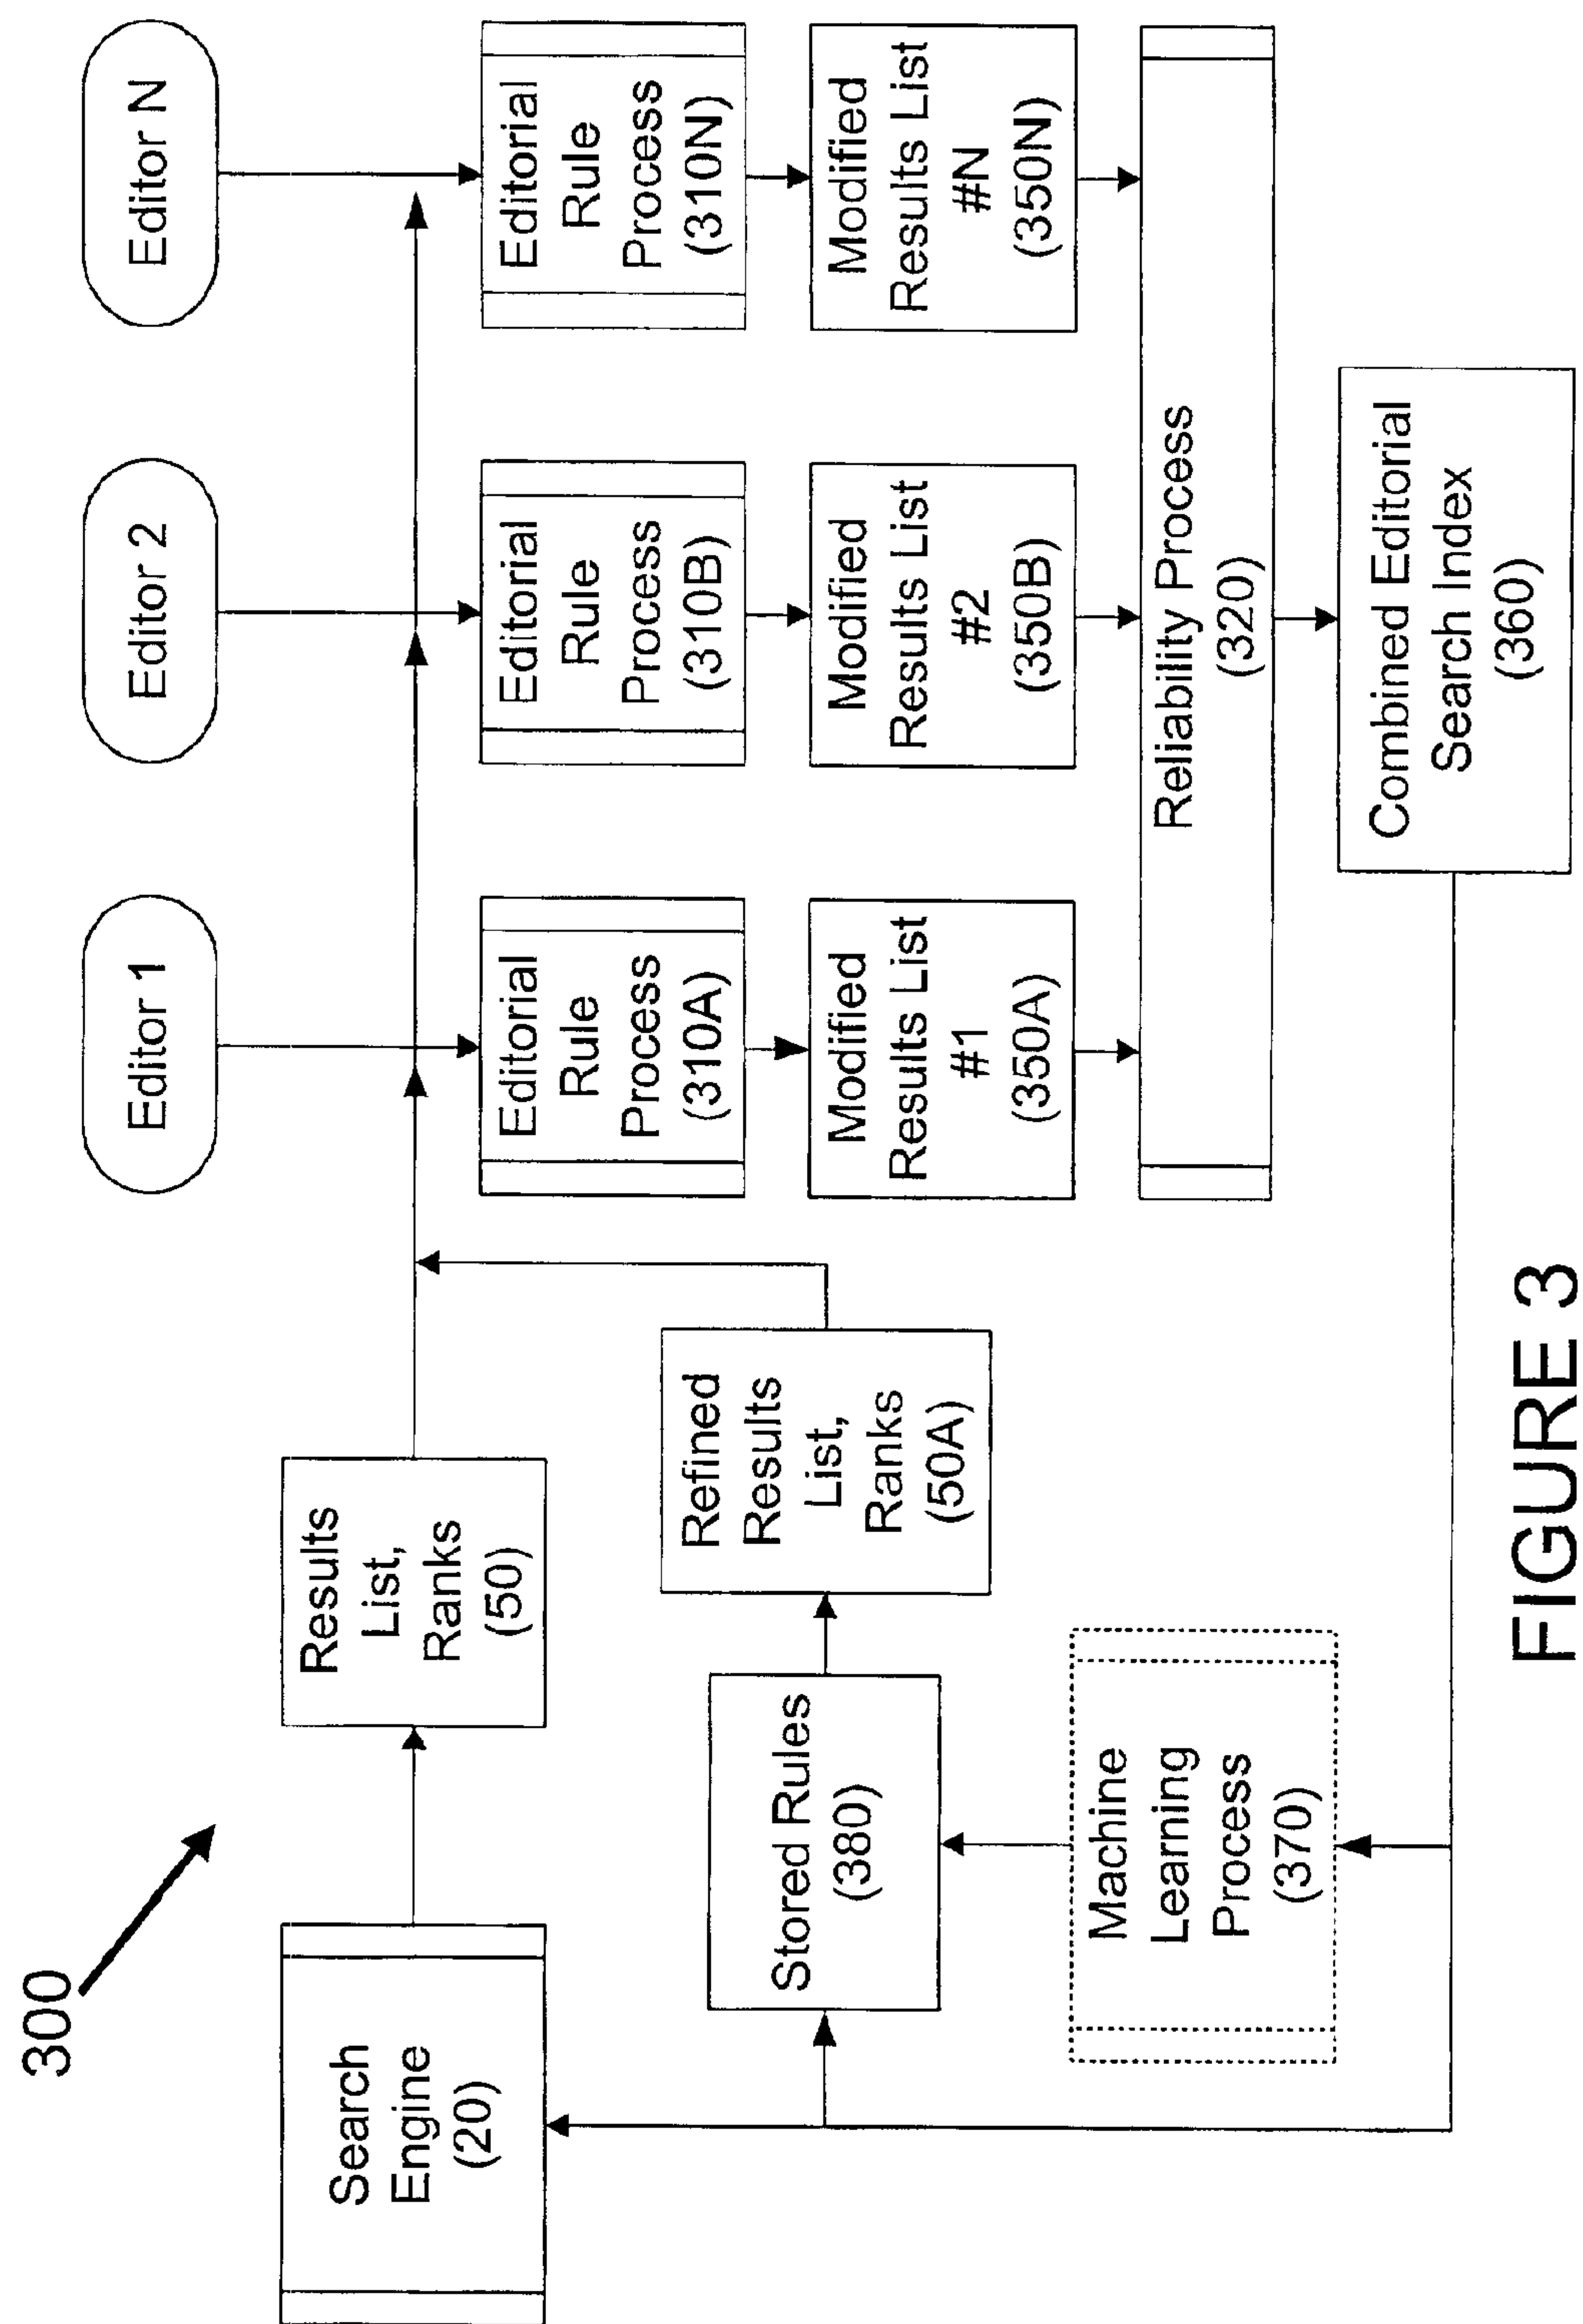 300
Editor 1
Editor 2
Editor N
Search
Engine
(20)
Results
List,
Ranks
(50)
Editorial
Rule
Process
(310A)
Editorial
Rule
Process
(310B)
Editorial
Rule
Process
(310N)
Stored Rules
(380)
Refined
Results
List,
Ranks
(50A)
Modified
Results List
#1
(350A)
Modified
Results List
#2
(350B)
Modified
Results List
#N
(350N)
Machine
Learning
Process
(370)
Reliability Process
(320)
Combined Editorial
Search Index
(360)
FIGURE 3